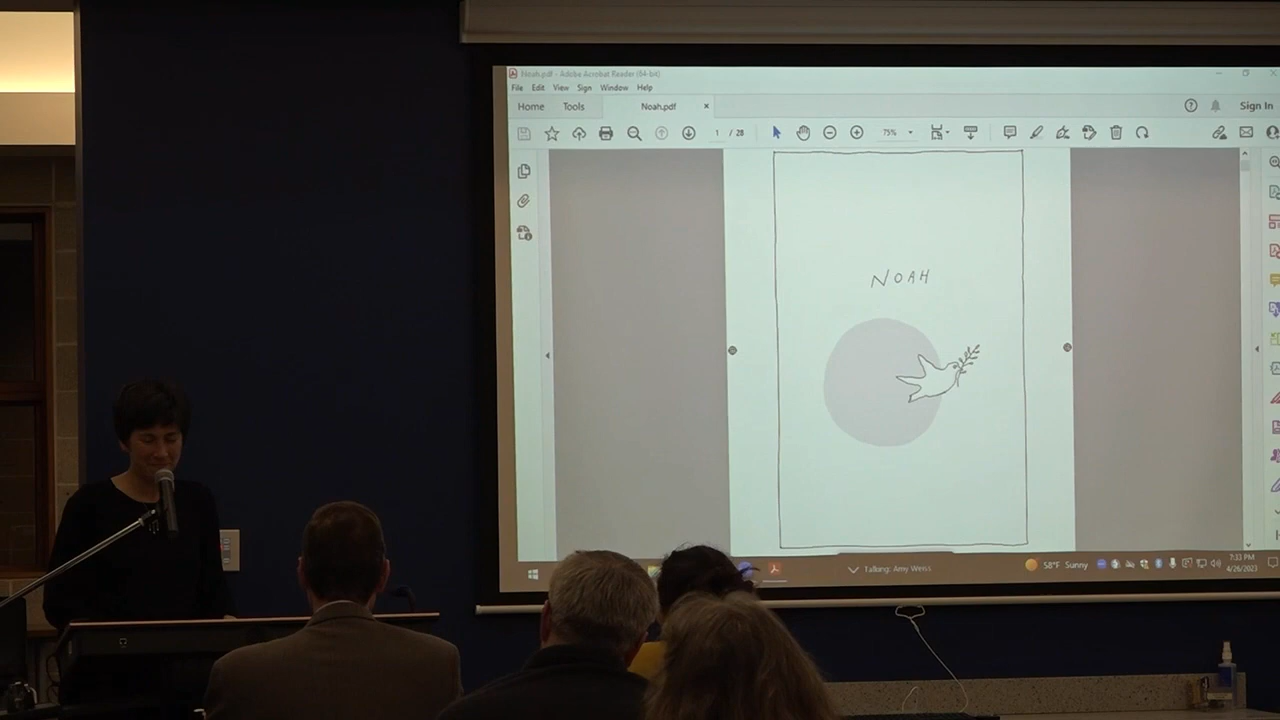 Noah.pdf - Adobe Acrobat Reader (64-bit)
File Edit View Sign Window Help
Home Tools Noah.pdf × Sign In
1 / 28 75%
NOAH
Talking: Amy Weiss
58°F Sunny
7:33 PM
4/26/2023